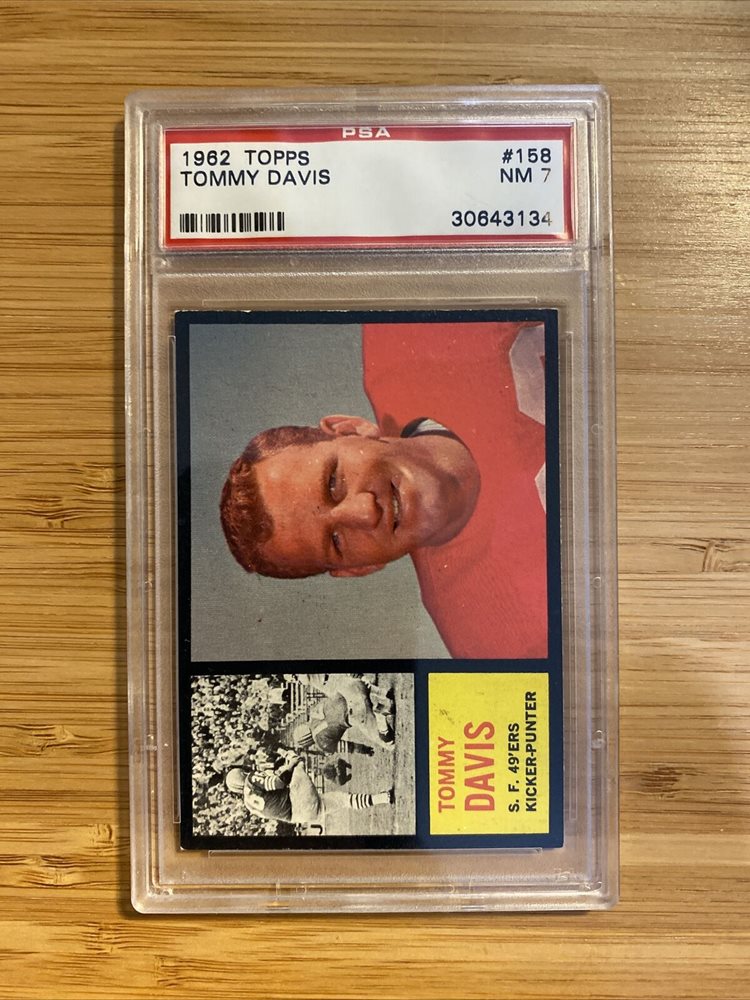 PSA
1962 TOPPS #158
TOMMY DAVIS NM 7
30643134
TOMMY
DAVIS
S. F. 49'ERS
KICKER-PUNTER